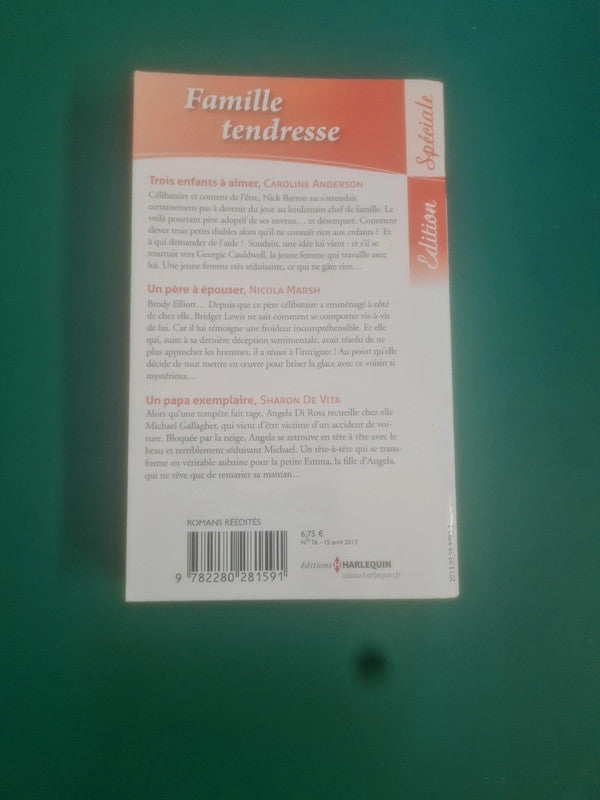 Famille
tendresse
Edition Spéciale
Trois enfants à aimer, CAROLINE ANDERSON
Célibataire et content de l'être, Nick Barron ne s'attendait
certainement pas à devenir du jour au lendemain chef de famille. Le
voilà pourtant père adoptif de ses neveux… et désemparé. Comment
élever trois petits diables alors qu'il ne connaît rien aux enfants ? Et
à qui demander de l'aide ? Soudain, une idée lui vient : et s'il se
tournait vers Georgie Cauldwell, la jeune femme qui travaille avec
lui. Une jeune femme très séduisante, ce qui ne gâte rien…
Un père à épouser, NICOLA MARSH
Brody Elliott… Depuis que ce père célibataire a emménagé à côté
de chez elle, Bridget Lewis ne sait comment se comporter vis-à-vis
de lui. Car il lui témoigne une froideur incompréhensible. Et elle
qui, suite à sa dernière déception sentimentale, avait résolu de ne
plus approcher les hommes, il a réussi à l'intriguer ! Au point qu'elle
décide de tout mettre en œuvre pour briser la glace avec ce voisin si
mystérieux…
Un papa exemplaire, SHARON DE VITA
Alors qu'une tempête fait rage, Angela Di Rosa recueille chez elle
Michael Gallagher, qui vient d'être victime d'un accident de voi-
ture. Bloquée par la neige, Angela se retrouve en tête à tête avec le
beau et terriblement séduisant Michael. Un tête-à-tête qui se trans-
forme en véritable aubaine pour la petite Emma, la fille d'Angela,
qui ne rêve que de remarier sa maman…
ROMANS RÉÉDITÉS
6,75 €
N° 76 - 15 avril 2013
éditions HARLEQUIN
www.harlequin.fr
9 782280 281591